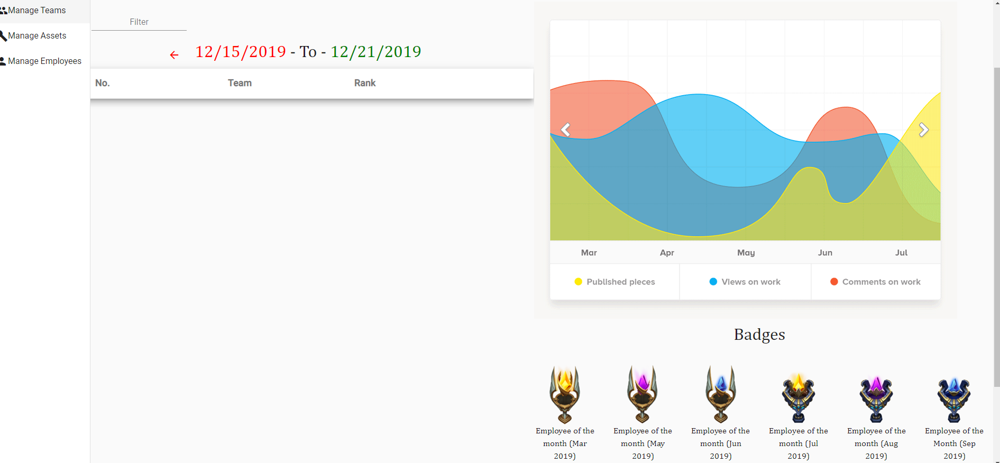 Manage Teams
Manage Assets
Manage Employees
Filter
12/15/2019 - To - 12/21/2019
No. Team Rank
Mar Apr May Jun Jul
Published pieces Views on work Comments on work
Badges
Employee of the month (Mar 2019)
Employee of the month (May 2019)
Employee of the month (Jun 2019)
Employee of the month (Jul 2019)
Employee of the month (Aug 2019)
Employee of the Month (Sep 2019)